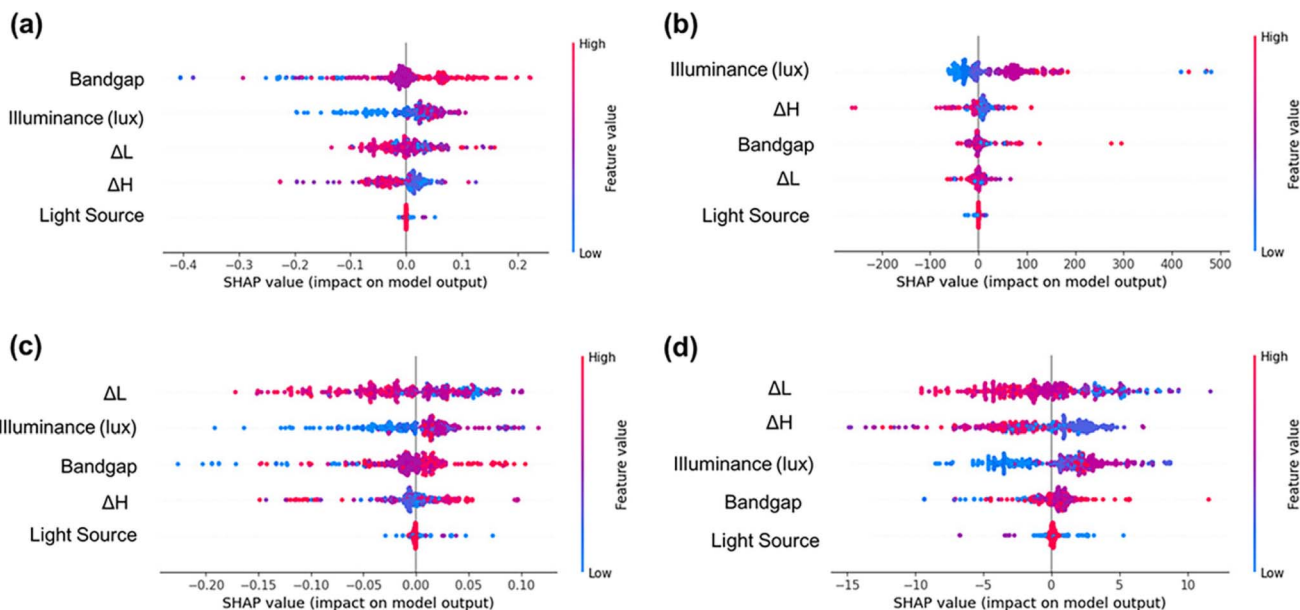 (a)
High
Bandgap
Illuminance (lux)
ΔL
ΔH
Light Source
Feature value
Low
−0.4 −0.3 −0.2 −0.1 0.0 0.1 0.2
SHAP value (impact on model output)
(b)
High
Illuminance (lux)
ΔH
Bandgap
ΔL
Light Source
Feature value
Low
−200 −100 0 100 200 300 400 500
SHAP value (impact on model output)
(c)
High
ΔL
Illuminance (lux)
Bandgap
ΔH
Light Source
Feature value
Low
−0.20 −0.15 −0.10 −0.05 0.00 0.05 0.10
SHAP value (impact on model output)
(d)
High
ΔL
ΔH
Illuminance (lux)
Bandgap
Light Source
Feature value
Low
−15 −10 −5 0 5 10
SHAP value (impact on model output)